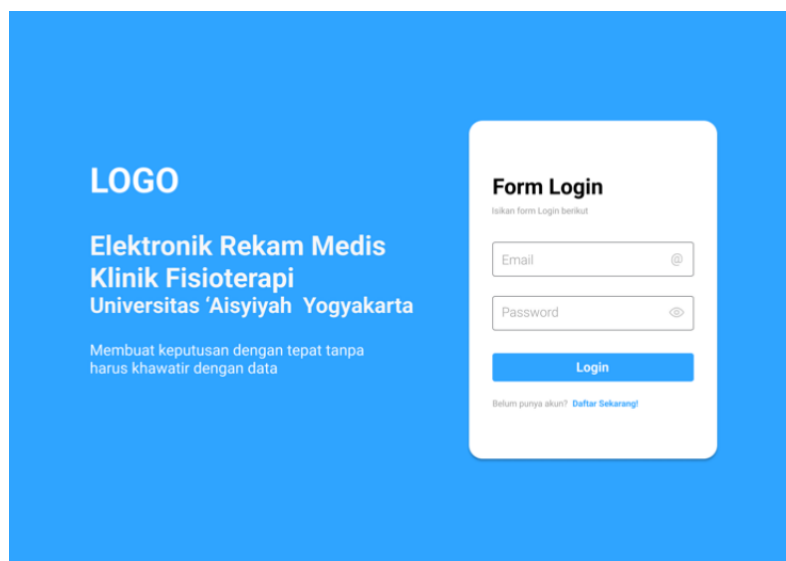 LOGO
Elektronik Rekam Medis
Klinik Fisioterapi
Universitas ‘Aisyiyah Yogyakarta
Membuat keputusan dengan tepat tanpa
harus khawatir dengan data
Form Login
Isikan form Login berikut
Email @
Password
Login
Belum punya akun? Daftar Sekarang!